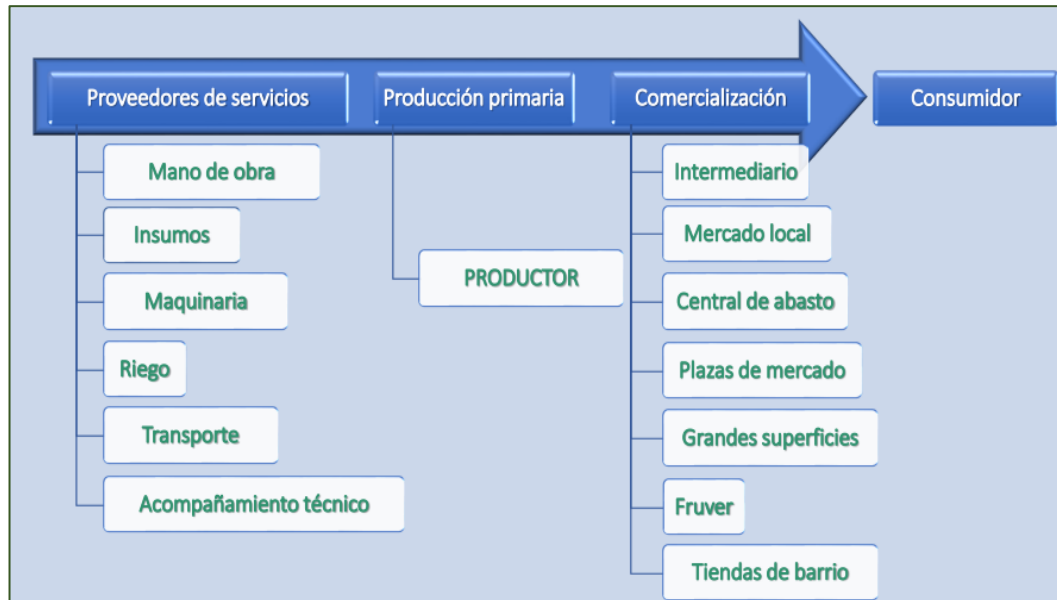 Proveedores de servicios
Producción primaria
Comercialización
Consumidor
Mano de obra
Insumos
Maquinaria
Riego
Transporte
Acompañamiento técnico
PRODUCTOR
Intermediario
Mercado local
Central de abasto
Plazas de mercado
Grandes superficies
Fruver
Tiendas de barrio